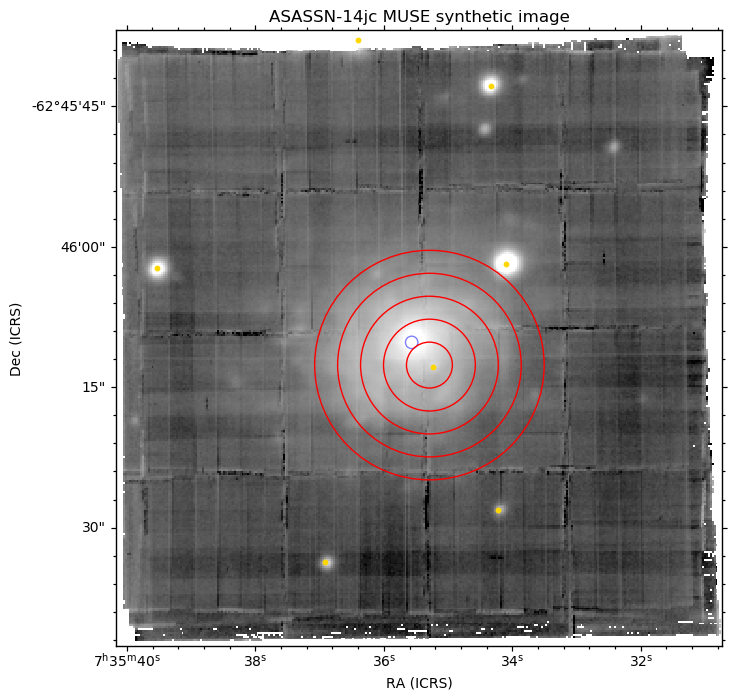 ASASSN-14jc MUSE synthetic image
-62°45'45"
46'00"
15"
30"
Dec (ICRS)
7ʰ35ᵐ40ˢ 38ˢ 36ˢ 34ˢ 32ˢ
RA (ICRS)